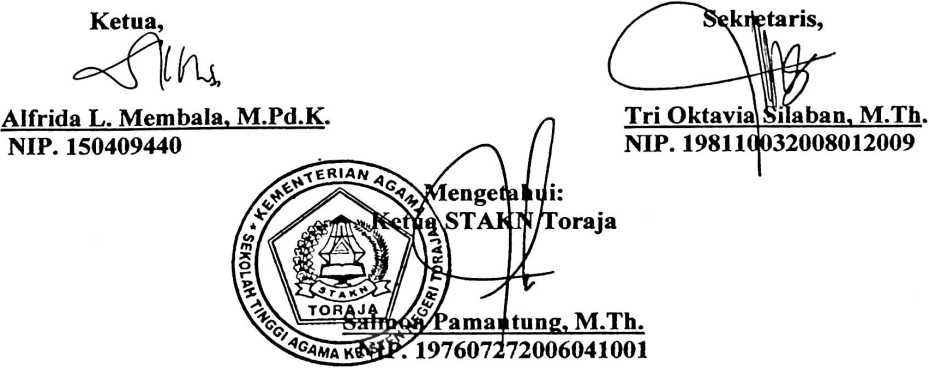 Ketua,
Sekretaris,
Alfrida L. Membala, M.Pd.K.
NIP. 150409440
Tri Oktavia Silaban, M.Th.
NIP. 198110032008012009
Mengetahui:
Ketua STAKN Toraja
KEMENTERIAN AGAMA
SEKOLAH TINGGI AGAMA KRISTEN NEGERI TORAJA
STAKN
TORAJA
Salmon Pamantung, M.Th.
NIP. 197607272006041001